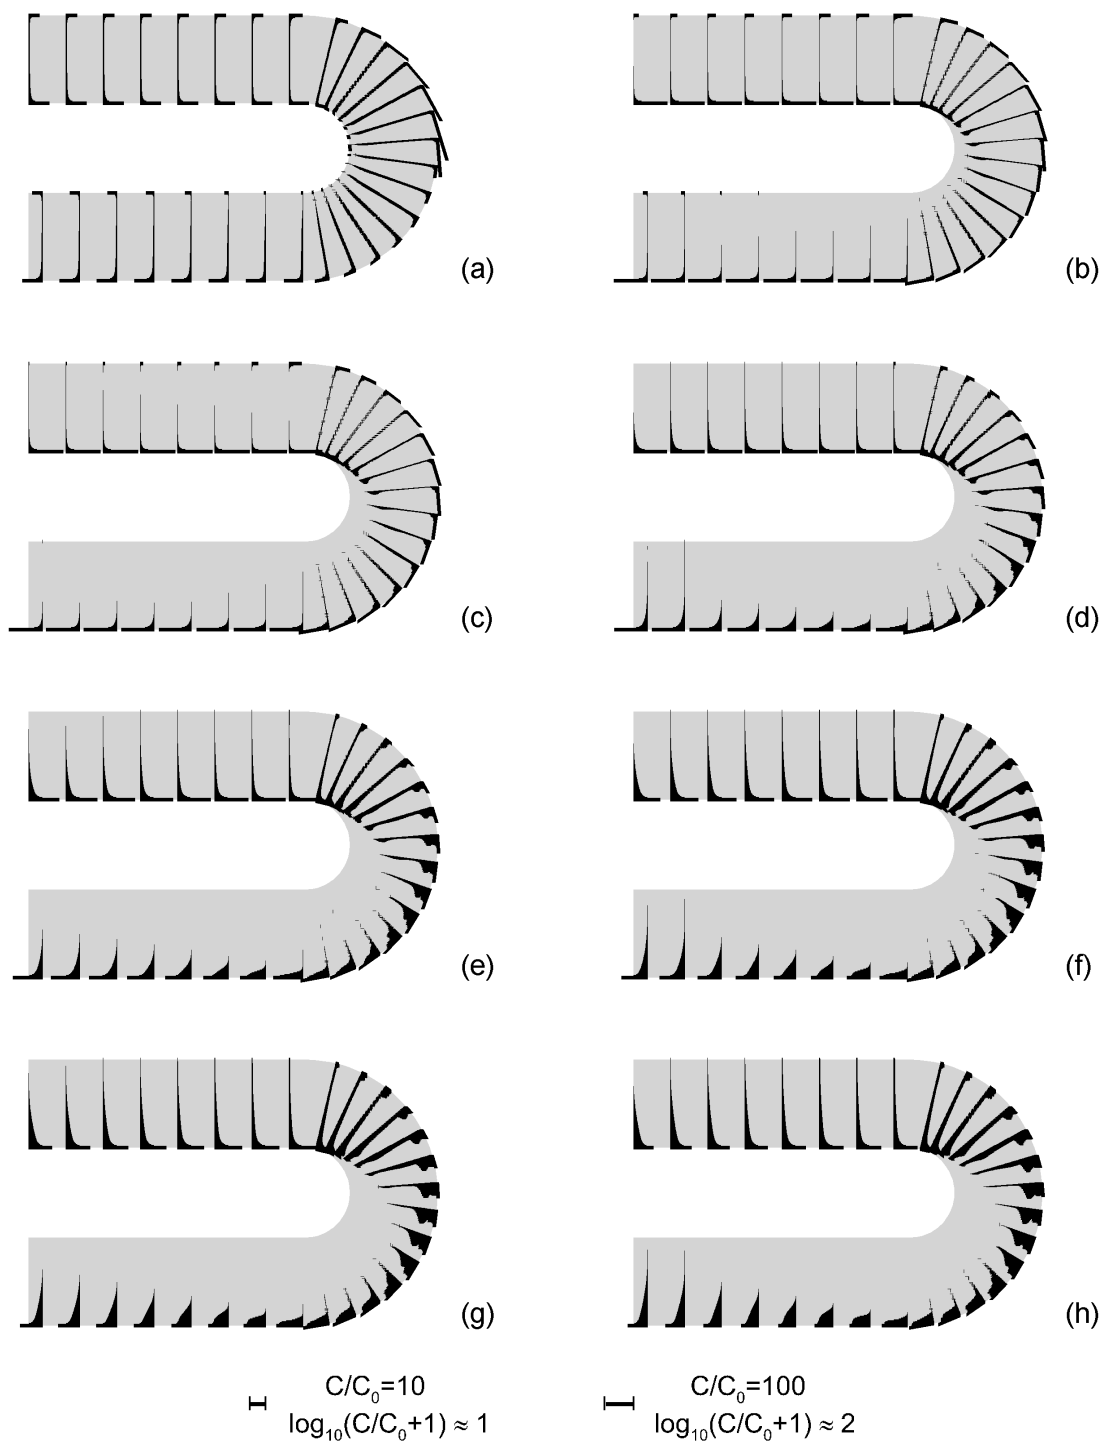 (a)
(b)
(c)
(d)
(e)
(f)
(g)
(h)
C/C₀=10
log₁₀(C/C₀+1) ≈ 1
C/C₀=100
log₁₀(C/C₀+1) ≈ 2